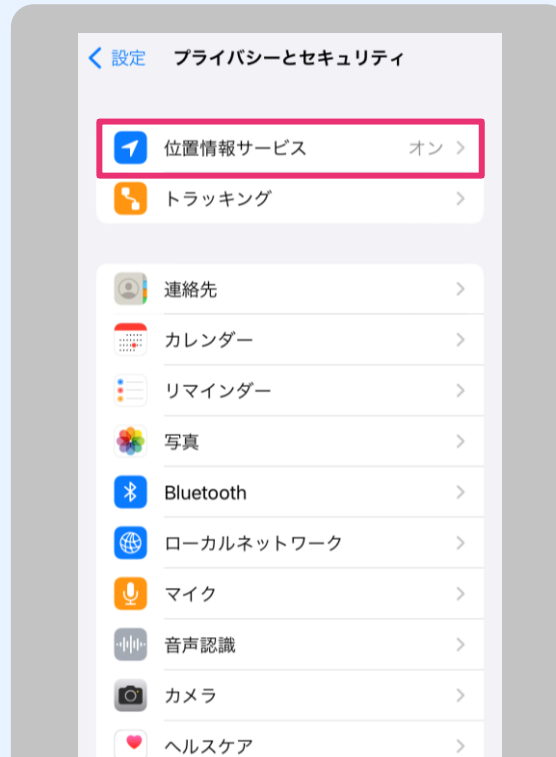 設定 プライバシーとセキュリティ
位置情報サービス オン
トラッキング
連絡先
カレンダー
リマインダー
写真
Bluetooth
ローカルネットワーク
マイク
音声認識
カメラ
ヘルスケア